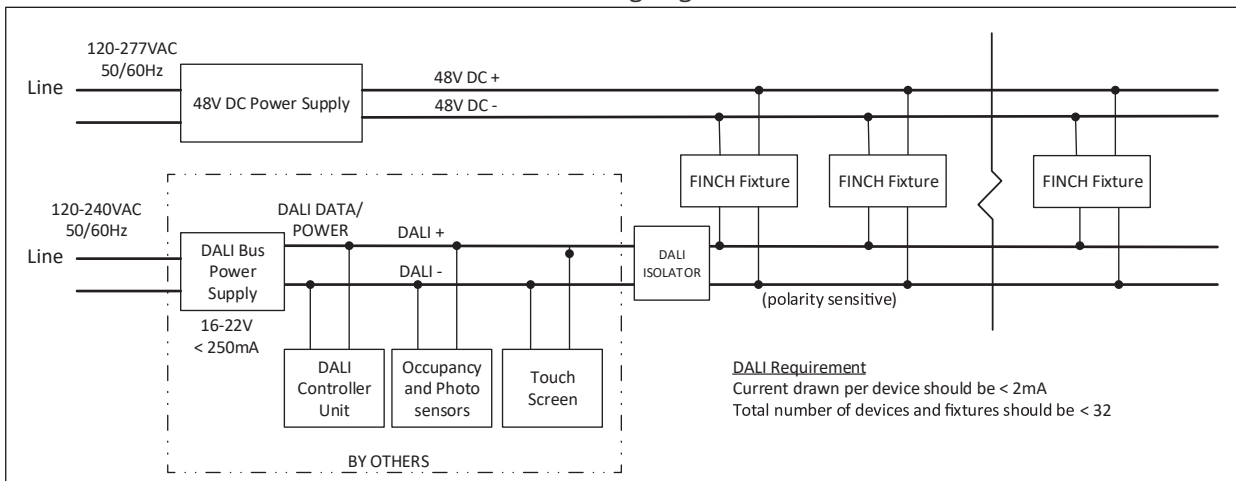 120-277VAC
50/60Hz
Line
48V DC Power Supply
48V DC +
48V DC -
FINCH Fixture
FINCH Fixture
FINCH Fixture
120-240VAC
50/60Hz
Line
DALI Bus
Power
Supply
16-22V
< 250mA
DALI DATA/
POWER
DALI +
DALI -
DALI
ISOLATOR
(polarity sensitive)
DALI
Controller
Unit
Occupancy
and Photo
sensors
Touch
Screen
BY OTHERS
DALI Requirement
Current drawn per device should be < 2mA
Total number of devices and fixtures should be < 32